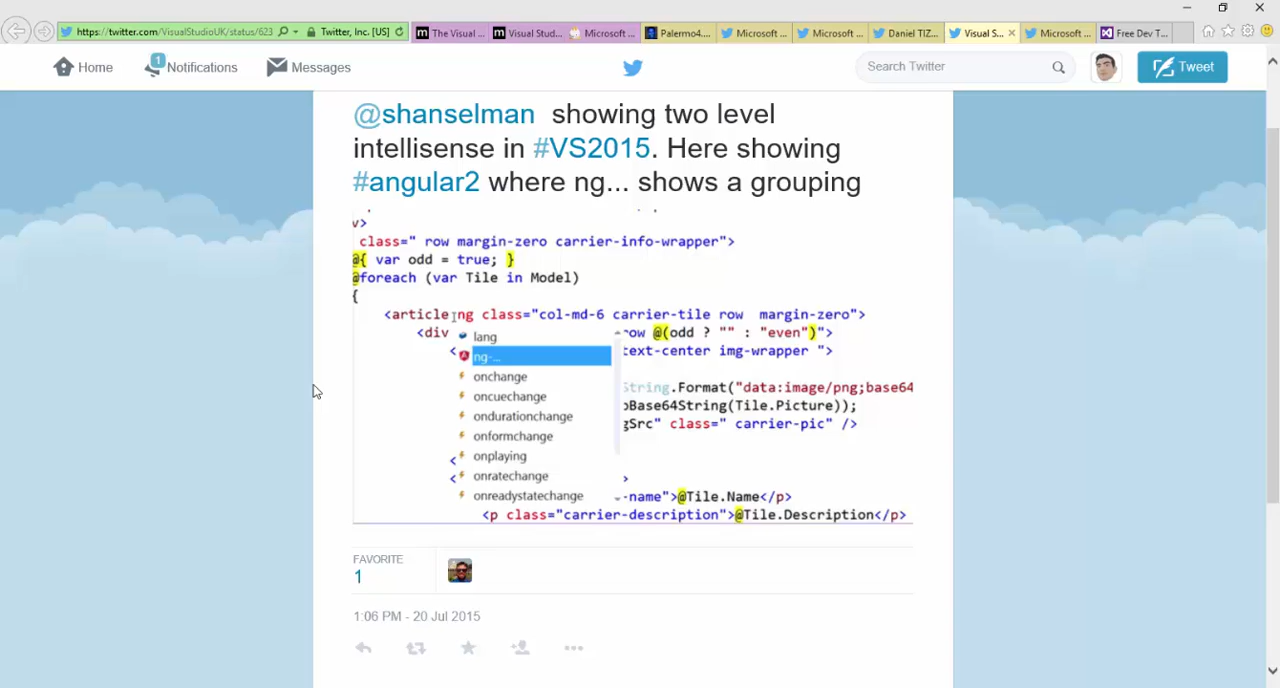 https://twitter.com/VisualStudioUK/status/623
Twitter, Inc. [US]
The Visual ...
Visual Stud...
Microsoft ...
Palermo4...
Microsoft ...
Microsoft ...
Daniel TIZ...
Visual S...
Microsoft ...
Free Dev T...
Home
1
Notifications
Messages
Search Twitter
Tweet
@shanselman showing two level
intellisense in #VS2015. Here showing
#angular2 where ng... shows a grouping
v>
class=" row margin-zero carrier-info-wrapper">
@{ var odd = true; }
@foreach (var Tile in Model)
{
<article ng class="col-md-6 carrier-tile row margin-zero">
<div row @(odd ? "" : "even")">
lang
< text-center img-wrapper ">
ng-...
onchange
String.Format("data:image/png;base64
oncuechange
oBase64String(Tile.Picture));
ondurationchange
gSrc" class=" carrier-pic" />
onformchange
onplaying
<
onratechange
< >
onreadystatechange
-name">@Tile.Name</p>
<p class="carrier-description">@Tile.Description</p>
FAVORITE
1
1:06 PM - 20 Jul 2015